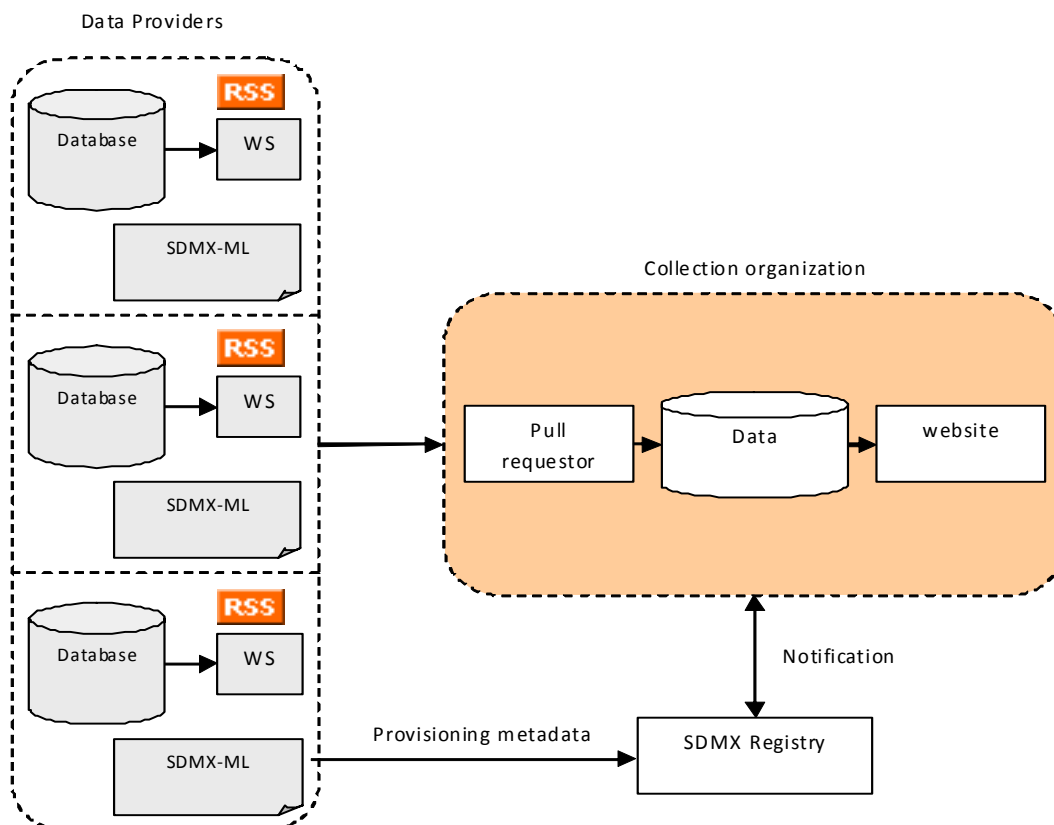 Data Providers
RSS
Database
WS
SDMX-ML
RSS
Database
WS
SDMX-ML
RSS
Database
WS
SDMX-ML
Collection organization
Pull
requestor
Data
website
Notification
Provisioning metadata
SDMX Registry